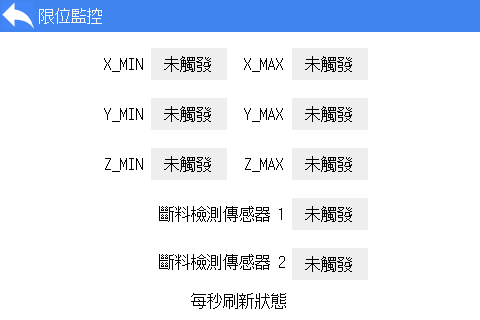 限位監控
X_MIN 未觸發 X_MAX 未觸發
Y_MIN 未觸發 Y_MAX 未觸發
Z_MIN 未觸發 Z_MAX 未觸發
斷料檢測傳感器 1 未觸發
斷料檢測傳感器 2 未觸發
每秒刷新狀態